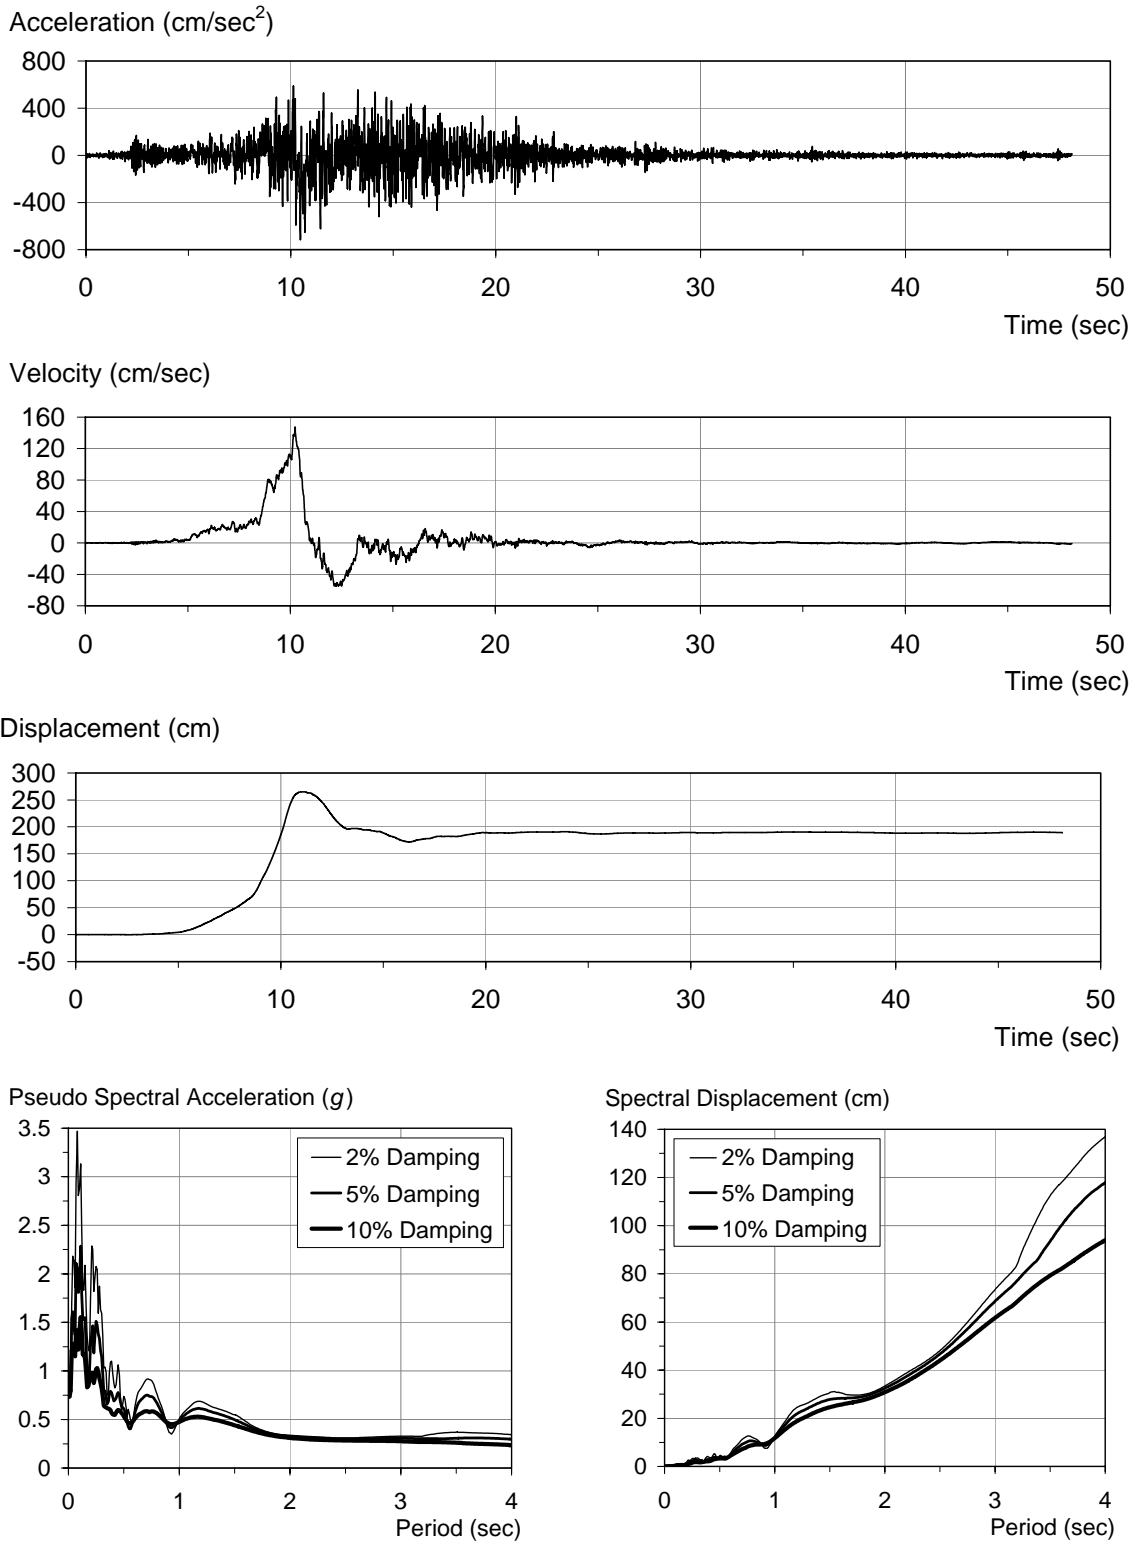 Acceleration (cm/sec²)
800
400
0
-400
-800
0 10 20 30 40 50
Time (sec)
Velocity (cm/sec)
160
120
80
40
0
-40
-80
0 10 20 30 40 50
Time (sec)
Displacement (cm)
300
250
200
150
100
50
0
-50
0 10 20 30 40 50
Time (sec)
Pseudo Spectral Acceleration (g)
3.5
3
2.5
2
1.5
1
0.5
0
2% Damping
5% Damping
10% Damping
0 1 2 3 4
Period (sec)
Spectral Displacement (cm)
140
120
100
80
60
40
20
0
2% Damping
5% Damping
10% Damping
0 1 2 3 4
Period (sec)